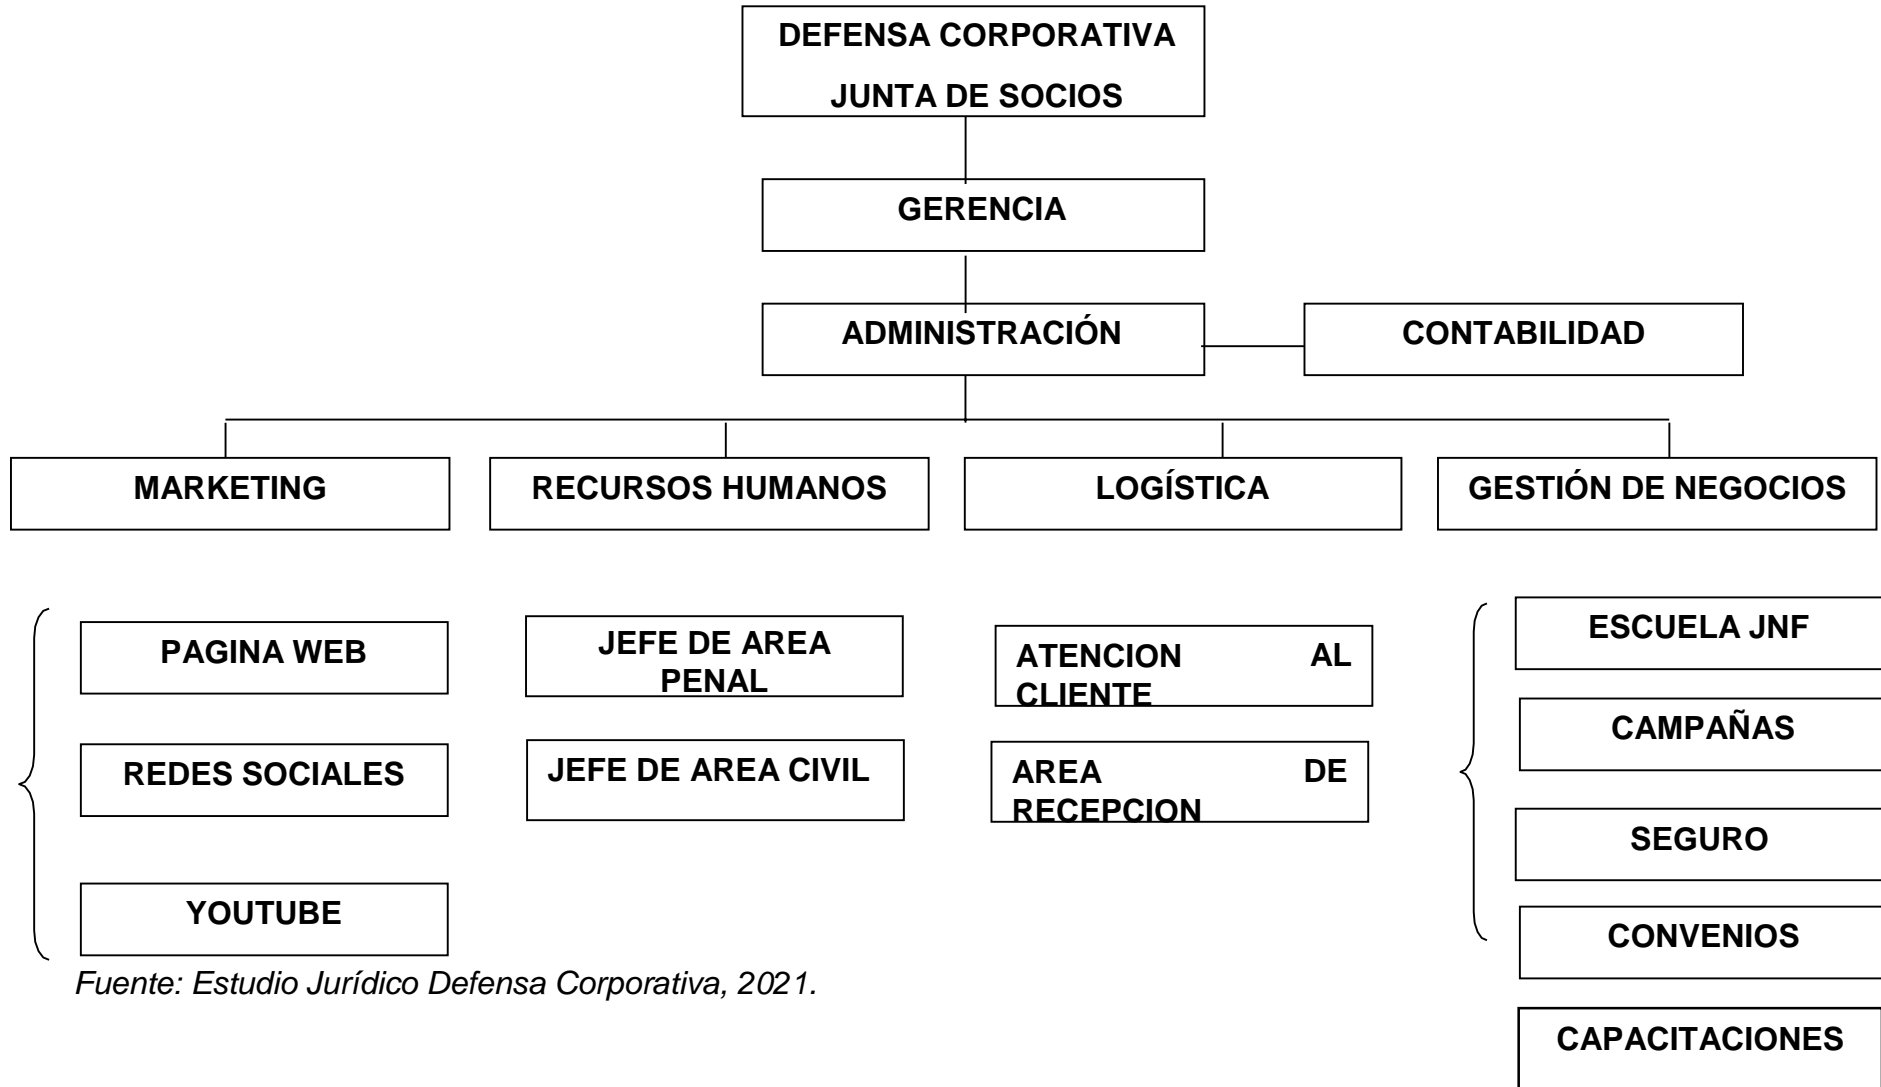 DEFENSA CORPORATIVA
JUNTA DE SOCIOS
GERENCIA
ADMINISTRACIÓN
CONTABILIDAD
MARKETING
RECURSOS HUMANOS
LOGÍSTICA
GESTIÓN DE NEGOCIOS
PAGINA WEB
REDES SOCIALES
YOUTUBE
JEFE DE AREA
PENAL
JEFE DE AREA CIVIL
ATENCION AL
CLIENTE
AREA DE
RECEPCION
ESCUELA JNF
CAMPAÑAS
SEGURO
CONVENIOS
CAPACITACIONES
Fuente: Estudio Jurídico Defensa Corporativa, 2021.